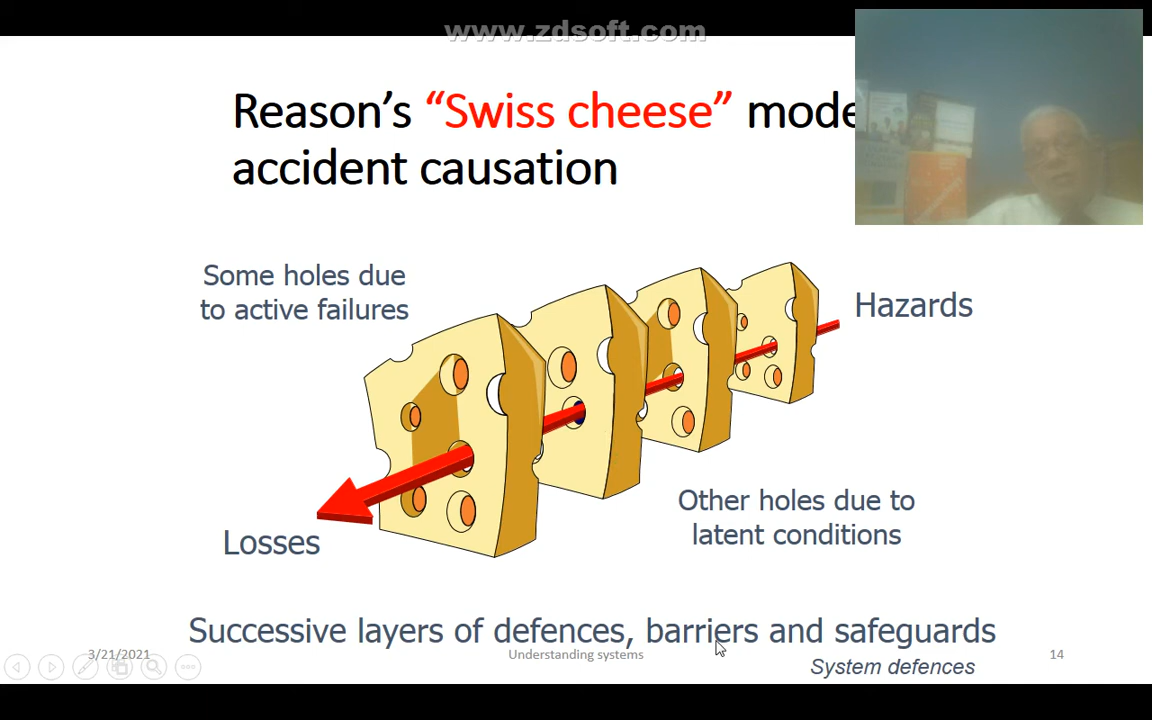 www.zdsoft.com
Reason's “Swiss cheese” mode
accident causation
Some holes due
to active failures
Hazards
Other holes due to
latent conditions
Losses
Successive layers of defences, barriers and safeguards
3/21/2021
Understanding systems
14
System defences